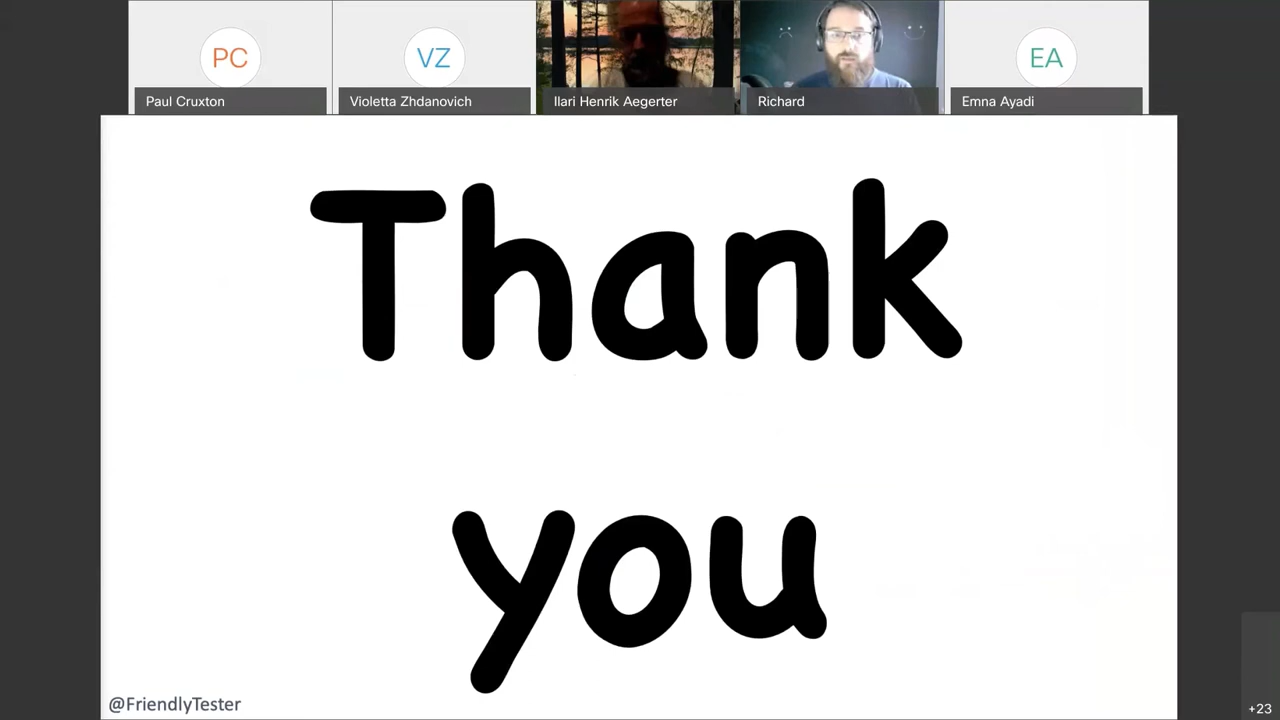 PC
VZ
EA
Paul Cruxton
Violetta Zhdanovich
Ilari Henrik Aegerter
Richard
Emna Ayadi
Thank
you
@FriendlyTester
+23